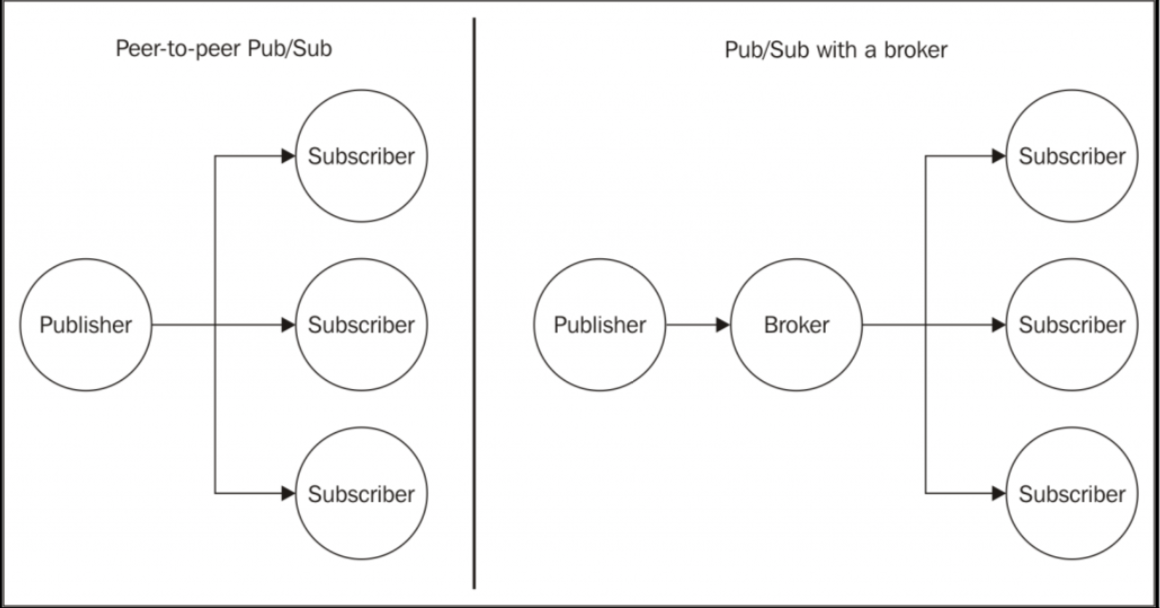 Peer-to-peer Pub/Sub
Subscriber
Publisher
Subscriber
Subscriber
Pub/Sub with a broker
Subscriber
Publisher
Broker
Subscriber
Subscriber